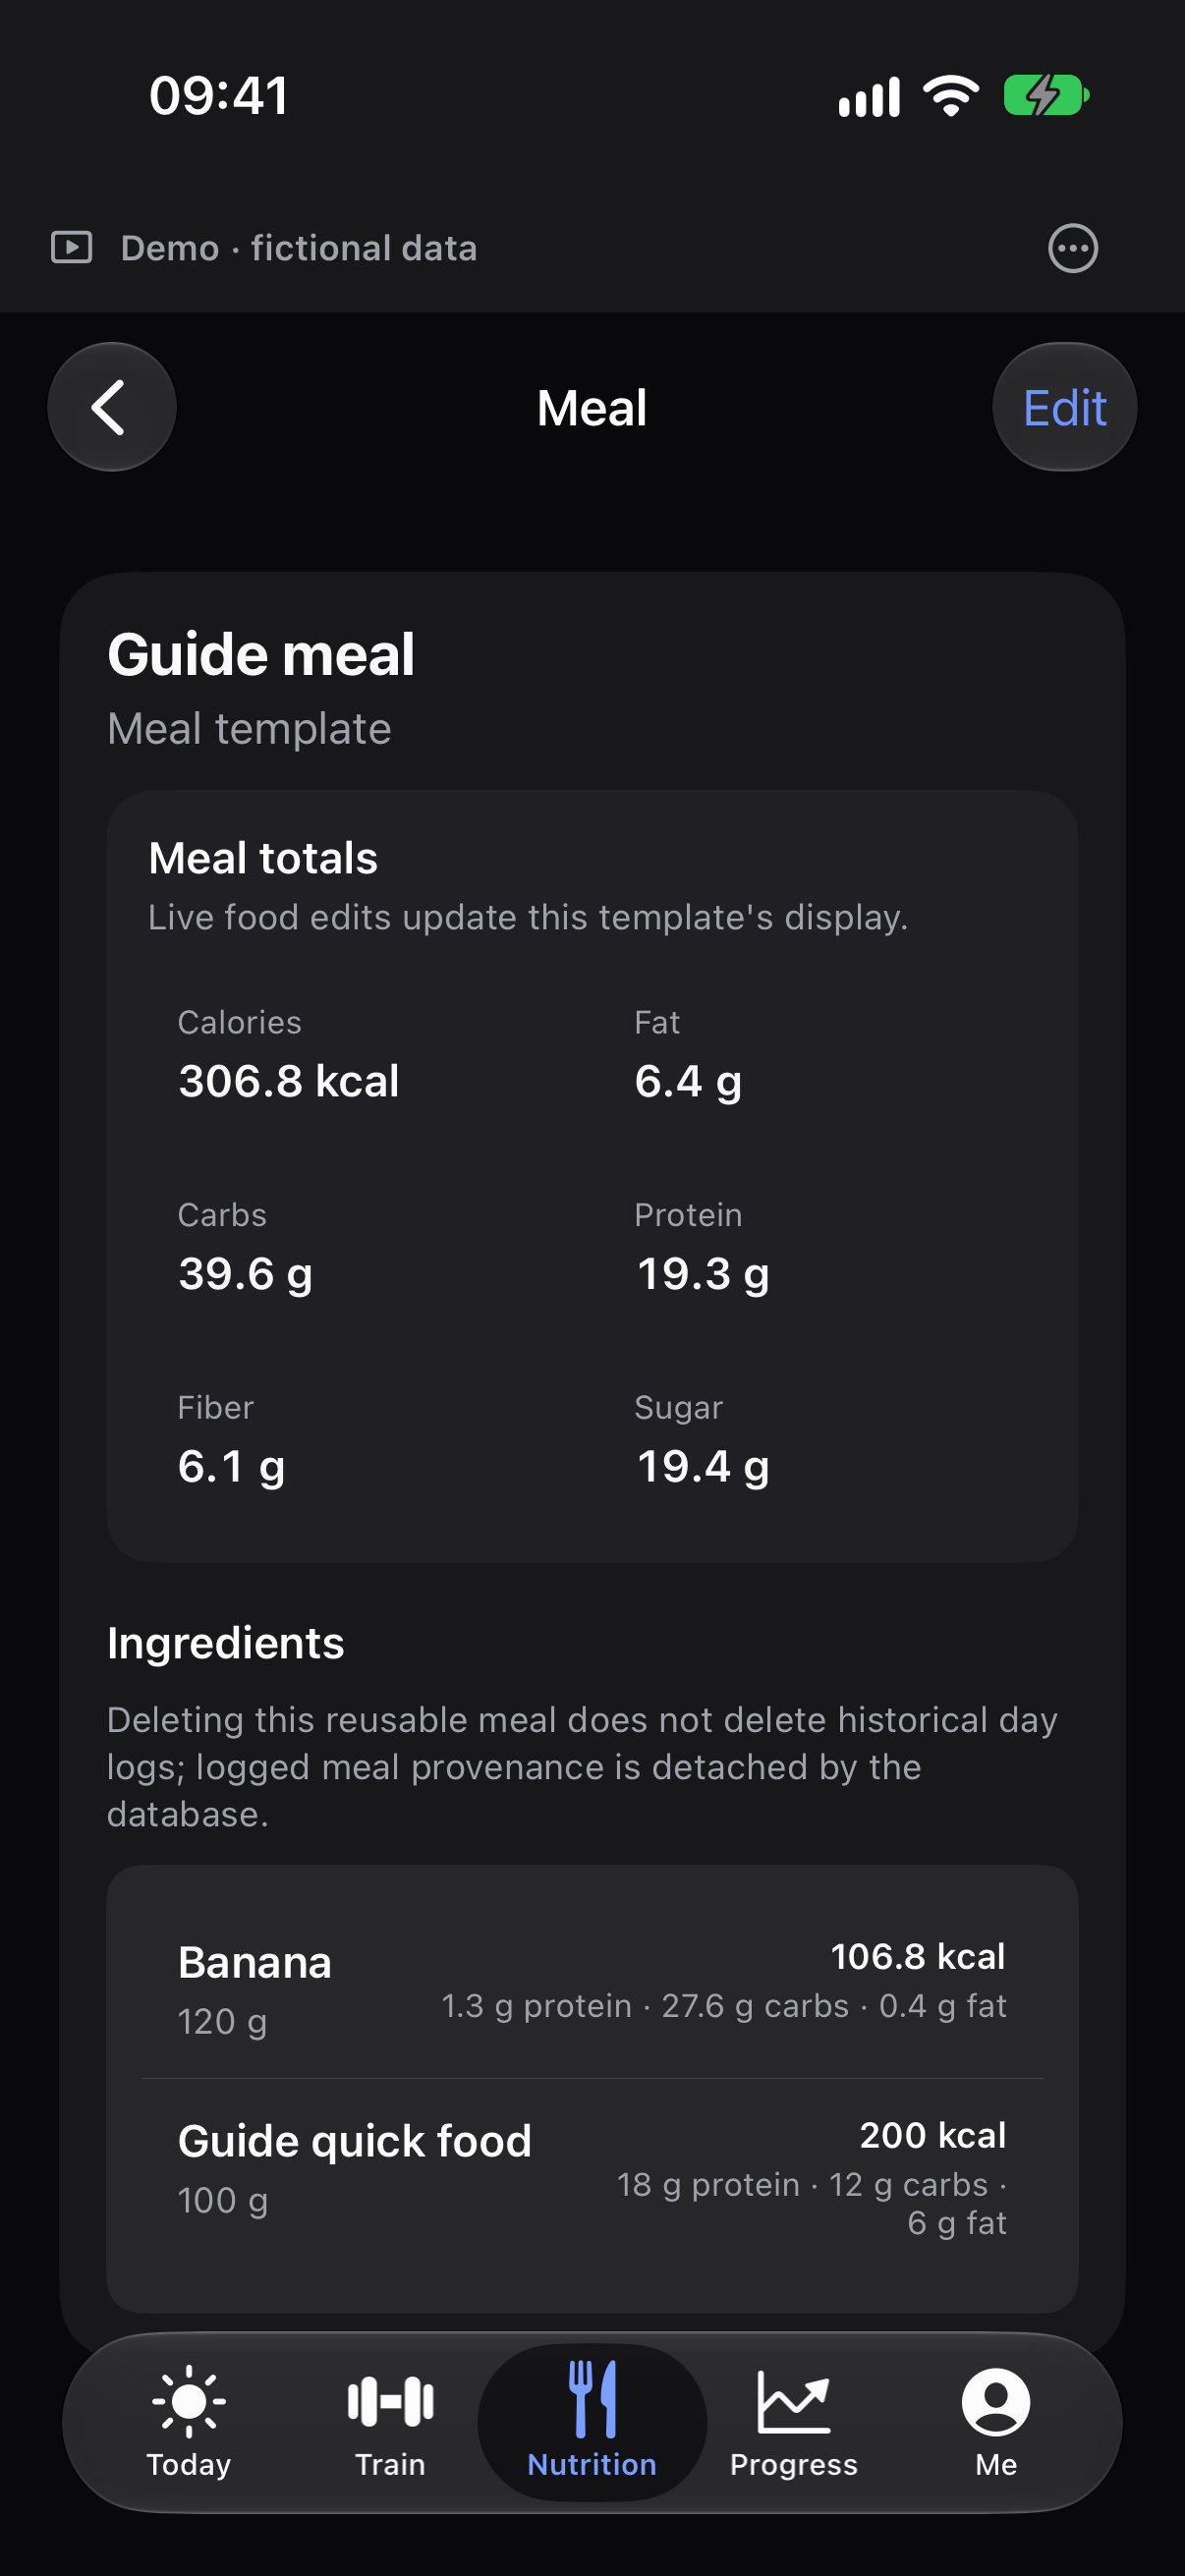 09:41
Demo · fictional data
Meal
Edit
Guide meal
Meal template
Meal totals
Live food edits update this template's display.
Calories
306.8 kcal
Fat
6.4 g
Carbs
39.6 g
Protein
19.3 g
Fiber
6.1 g
Sugar
19.4 g
Ingredients
Deleting this reusable meal does not delete historical day
logs; logged meal provenance is detached by the
database.
Banana
120 g
106.8 kcal
1.3 g protein · 27.6 g carbs · 0.4 g fat
Guide quick food
100 g
200 kcal
18 g protein · 12 g carbs ·
6 g fat
Today
Train
Nutrition
Progress
Me